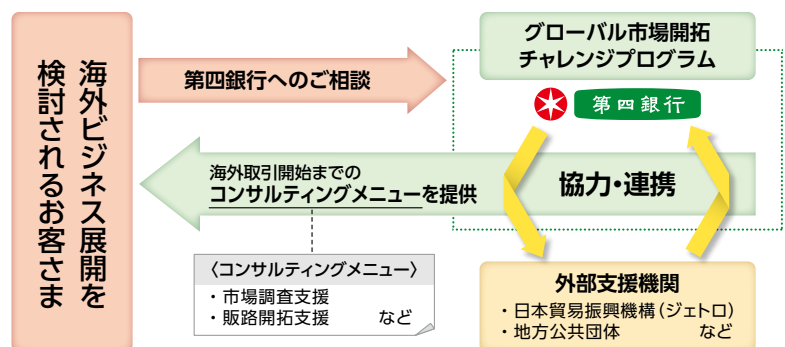 海外ビジネス展開を
検討されるお客さま
第四銀行へのご相談
グローバル市場開拓
チャレンジプログラム
第四銀行
海外取引開始までの
コンサルティングメニューを提供
協力・連携
〈コンサルティングメニュー〉
・市場調査支援
・販路開拓支援 など
外部支援機関
・日本貿易振興機構(ジェトロ)
・地方公共団体 など